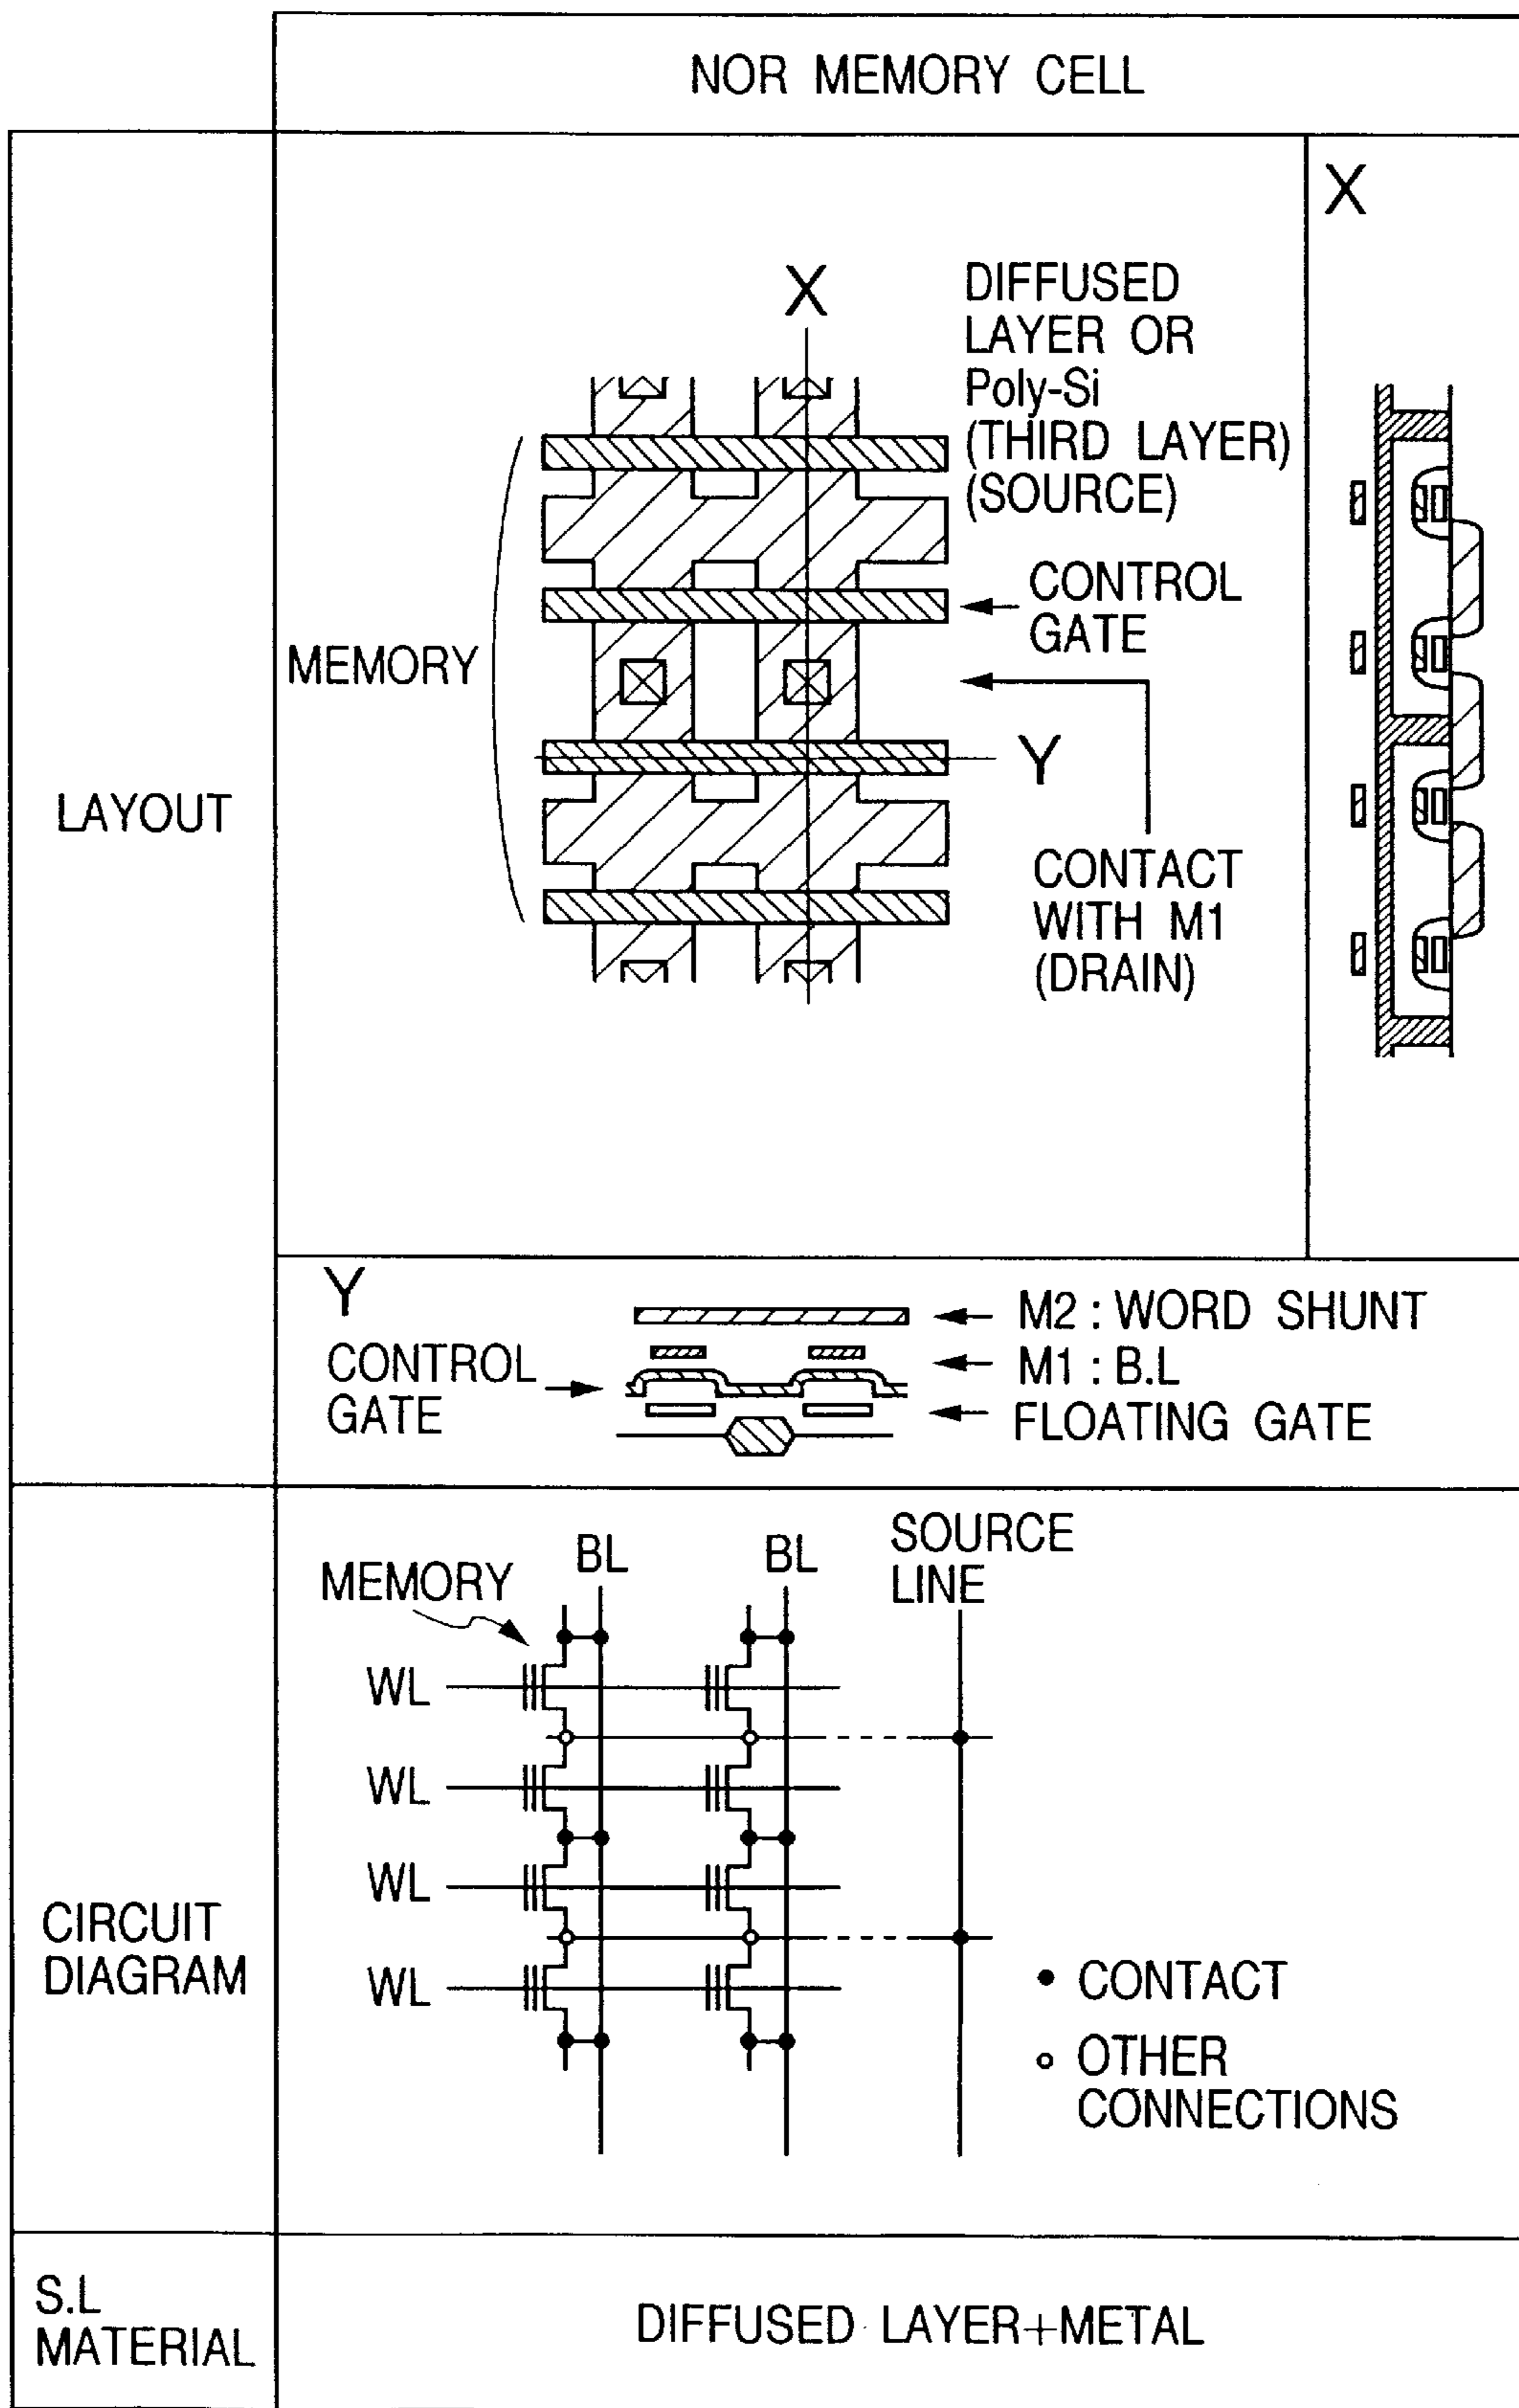 NOR MEMORY CELL
LAYOUT
X
DIFFUSED
LAYER OR
Poly-Si
(THIRD LAYER)
(SOURCE)
CONTROL
GATE
MEMORY
Y
CONTACT
WITH M1
(DRAIN)
X
Y
CONTROL
GATE
M2 : WORD SHUNT
M1 : B.L
FLOATING GATE
CIRCUIT
DIAGRAM
MEMORY
BL
BL
SOURCE
LINE
WL
WL
WL
WL
CONTACT
OTHER
CONNECTIONS
S.L
MATERIAL
DIFFUSED LAYER+METAL